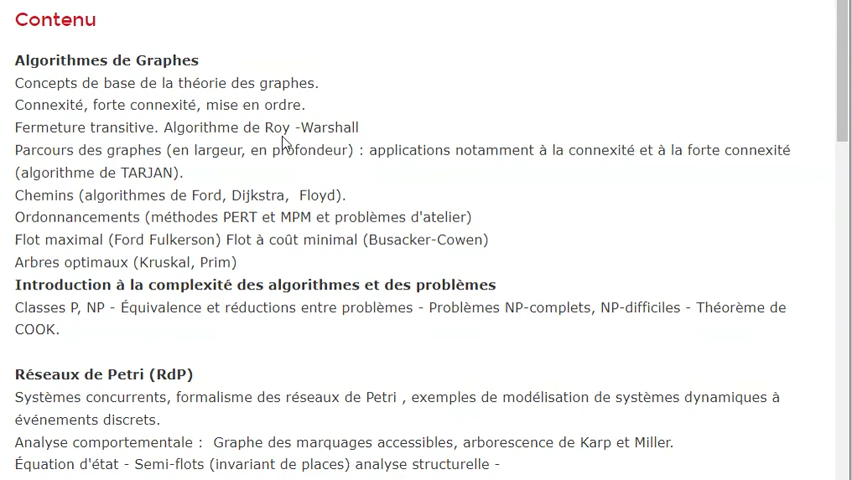 Contenu
Algorithmes de Graphes
Concepts de base de la théorie des graphes.
Connexité, forte connexité, mise en ordre.
Fermeture transitive. Algorithme de Roy -Warshall
Parcours des graphes (en largeur, en profondeur) : applications notamment à la connexité et à la forte connexité
(algorithme de TARJAN).
Chemins (algorithmes de Ford, Dijkstra,  Floyd).
Ordonnancements (méthodes PERT et MPM et problèmes d'atelier)
Flot maximal (Ford Fulkerson) Flot à coût minimal (Busacker-Cowen)
Arbres optimaux (Kruskal, Prim)
Introduction à la complexité des algorithmes et des problèmes
Classes P, NP - Équivalence et réductions entre problèmes - Problèmes NP-complets, NP-difficiles - Théorème de
COOK.
Réseaux de Petri (RdP)
Systèmes concurrents, formalisme des réseaux de Petri , exemples de modélisation de systèmes dynamiques à
événements discrets.
Analyse comportementale :  Graphe des marquages accessibles, arborescence de Karp et Miller.
Équation d'état - Semi-flots (invariant de places) analyse structurelle -